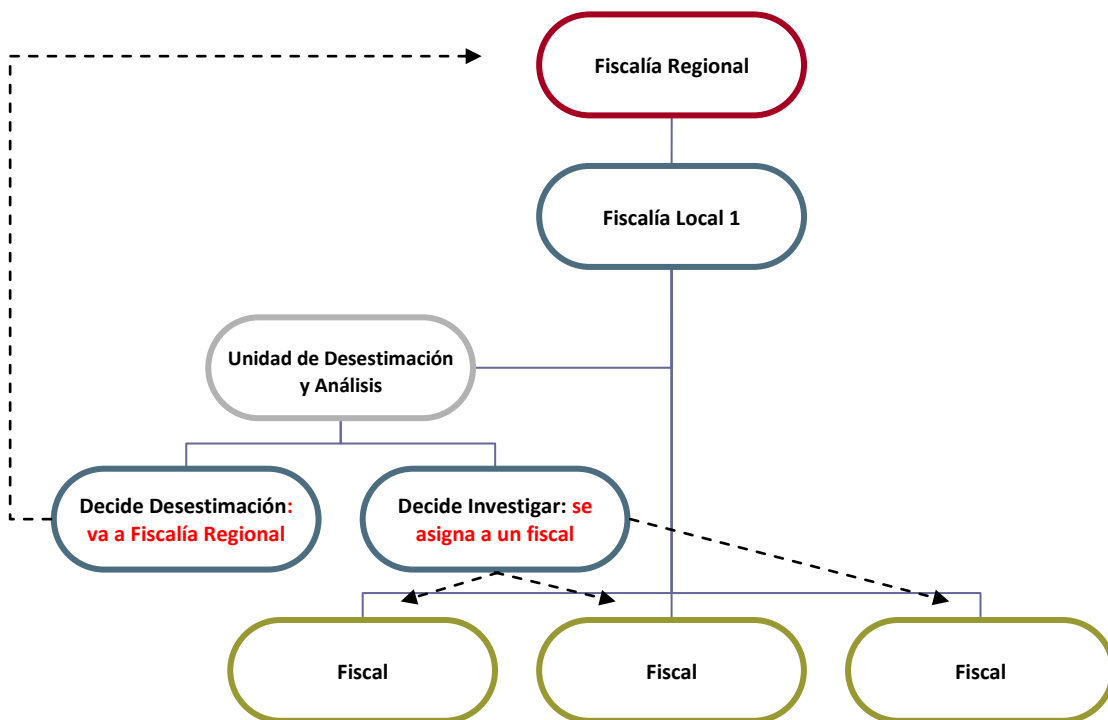 Fiscalía Regional
Fiscalía Local 1
Unidad de Desestimación
y Análisis
Decide Desestimación:
va a Fiscalía Regional
Decide Investigar: se
asigna a un fiscal
Fiscal
Fiscal
Fiscal